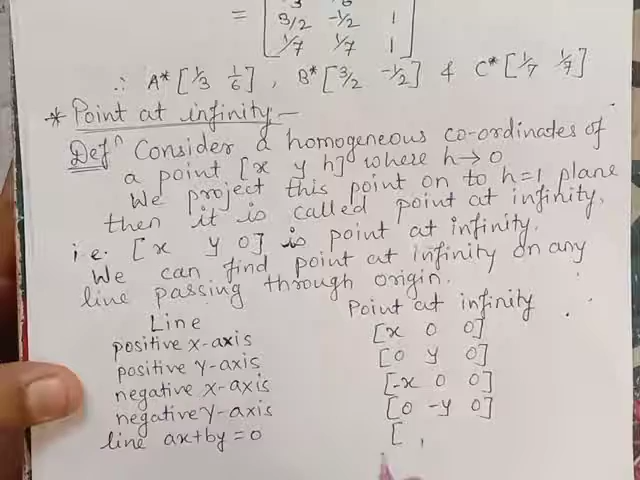 = [
3/2 -1/2 1
1/7 1/7 1 ]
∴ A* [1/3 1/6] , B* [3/2 -1/2] & C* [1/7 1/7]
* Point at infinity -
Defⁿ Consider a homogeneous co-ordinates of
a point [x y h] where h→0
We project this point on to h=1 plane
then it is called point at infinity.
i.e. [x y 0] is point at infinity.
We can find point at infinity on any
line passing through origin.
Line Point at infinity
positive x-axis [x 0 0]
positive y-axis [0 y 0]
negative x-axis [-x 0 0]
negative y-axis [0 -y 0]
line ax+by=0 [ ,